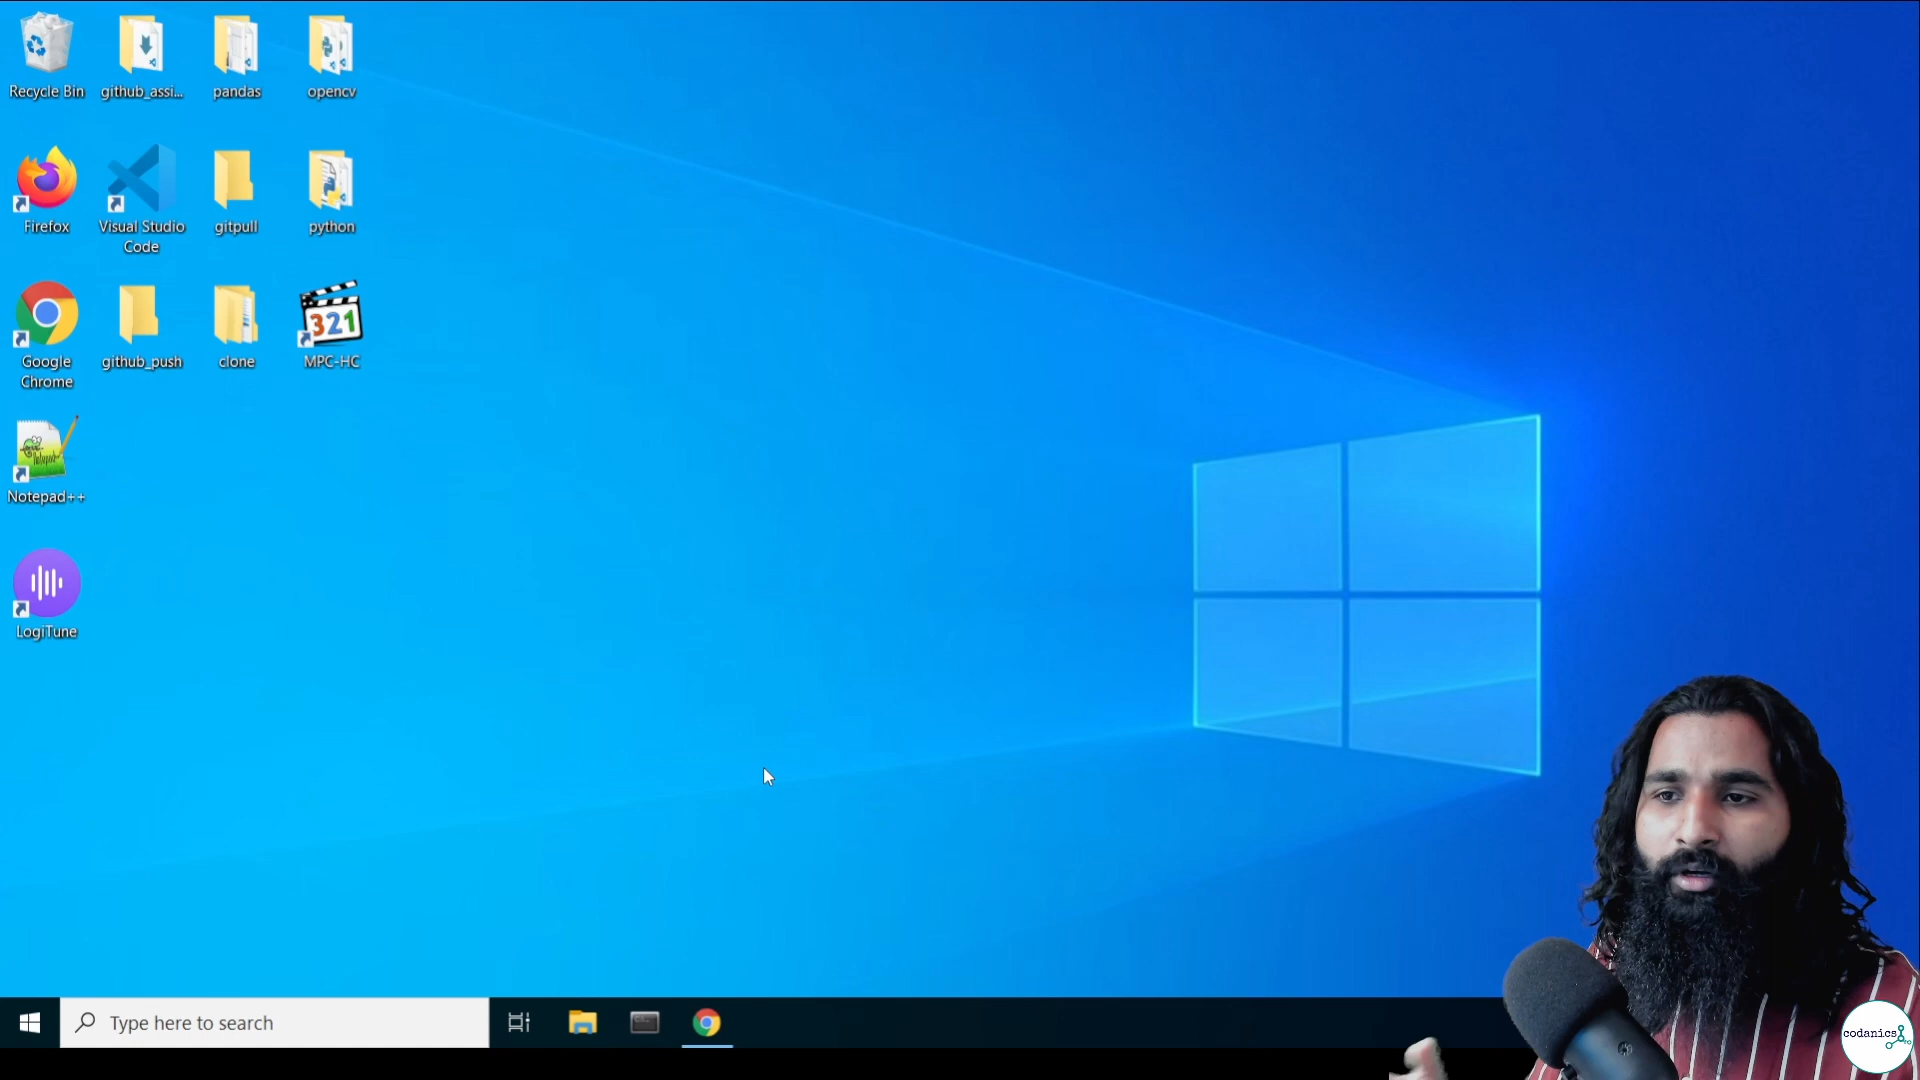 Recycle Bin
github_assi...
pandas
opencv
Firefox
Visual Studio
Code
gitpull
python
Google
Chrome
github_push
clone
321
MPC-HC
Notepad++
LogiTune
Type here to search
codanics